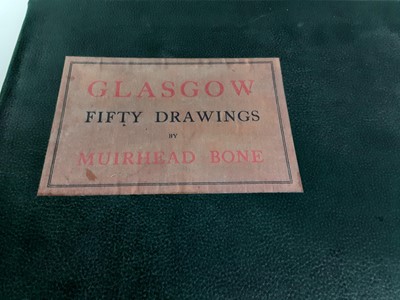 GLASGOW
FIFTY DRAWINGS
BY
MUIRHEAD BONE